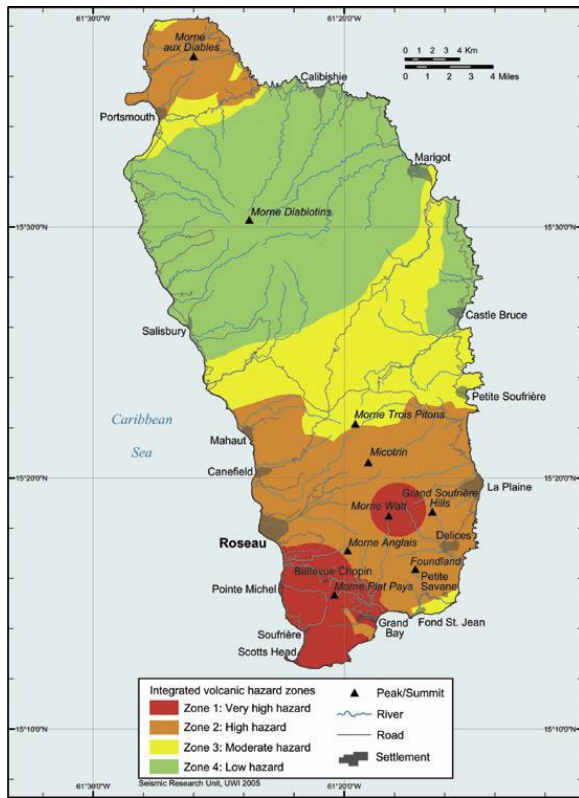 61°30'0"W
61°20'0"W
Morne
aux Diables
0 1 2 3 4 Km
0 1 2 3 4 Miles
Calibishie
Portsmouth
Marigot
15°30'0"N
Morne Diablotins
15°30'0"N
Salisbury
Castle Bruce
Petite Soufrière
Caribbean
Sea
Morne Trois Pitons
Mahaut
Micotrin
Canefield
15°20'0"N
15°20'0"N
La Plaine
Grand Soufrière
Hills
Morne Watt
Roseau
Morne Anglais
Delices
Foundland
Bellevue Chopin
Petite
Savane
Pointe Michel
Morne Plat Pays
Grand
Bay
Fond St. Jean
Soufrière
Scotts Head
Integrated volcanic hazard zones
Zone 1: Very high hazard
Zone 2: High hazard
Zone 3: Moderate hazard
Zone 4: Low hazard
Seismic Research Unit, UWI 2005
Peak/Summit
River
Road
Settlement
15°10'0"N
15°10'0"N
61°30'0"W
61°20'0"W